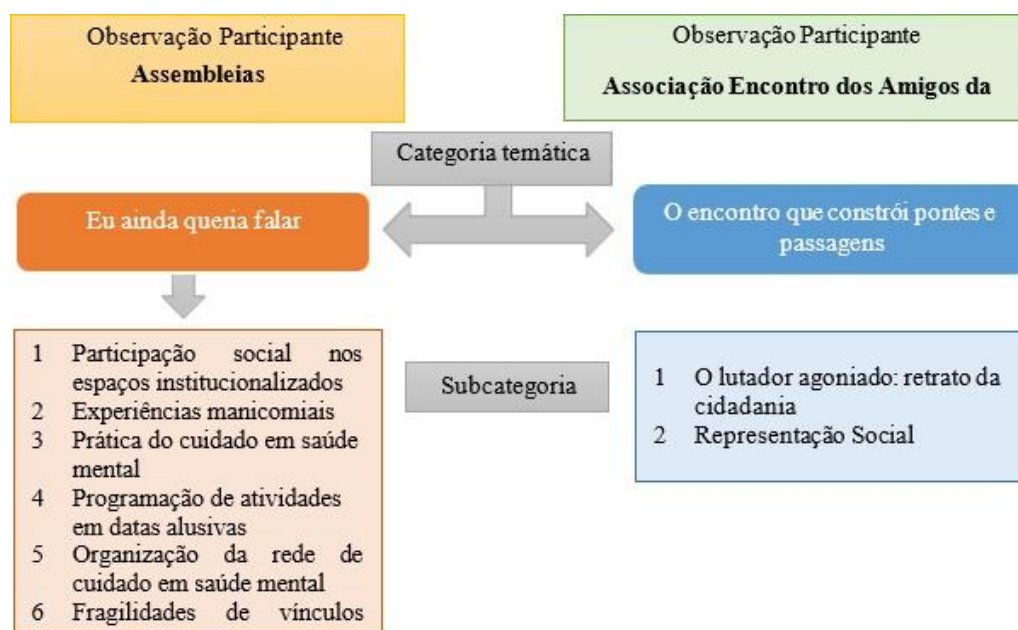 Observação Participante
Assembleias
Observação Participante
Associação Encontro dos Amigos da
Categoria temática
Eu ainda queria falar
O encontro que constrói pontes e
passagens
1 Participação social nos
espaços institucionalizados
2 Experiências manicomiais
3 Prática do cuidado em saúde
mental
4 Programação de atividades
em datas alusivas
5 Organização da rede de
cuidado em saúde mental
6 Fragilidades de vínculos
Subcategoria
1 O lutador agoniado: retrato da
cidadania
2 Representação Social